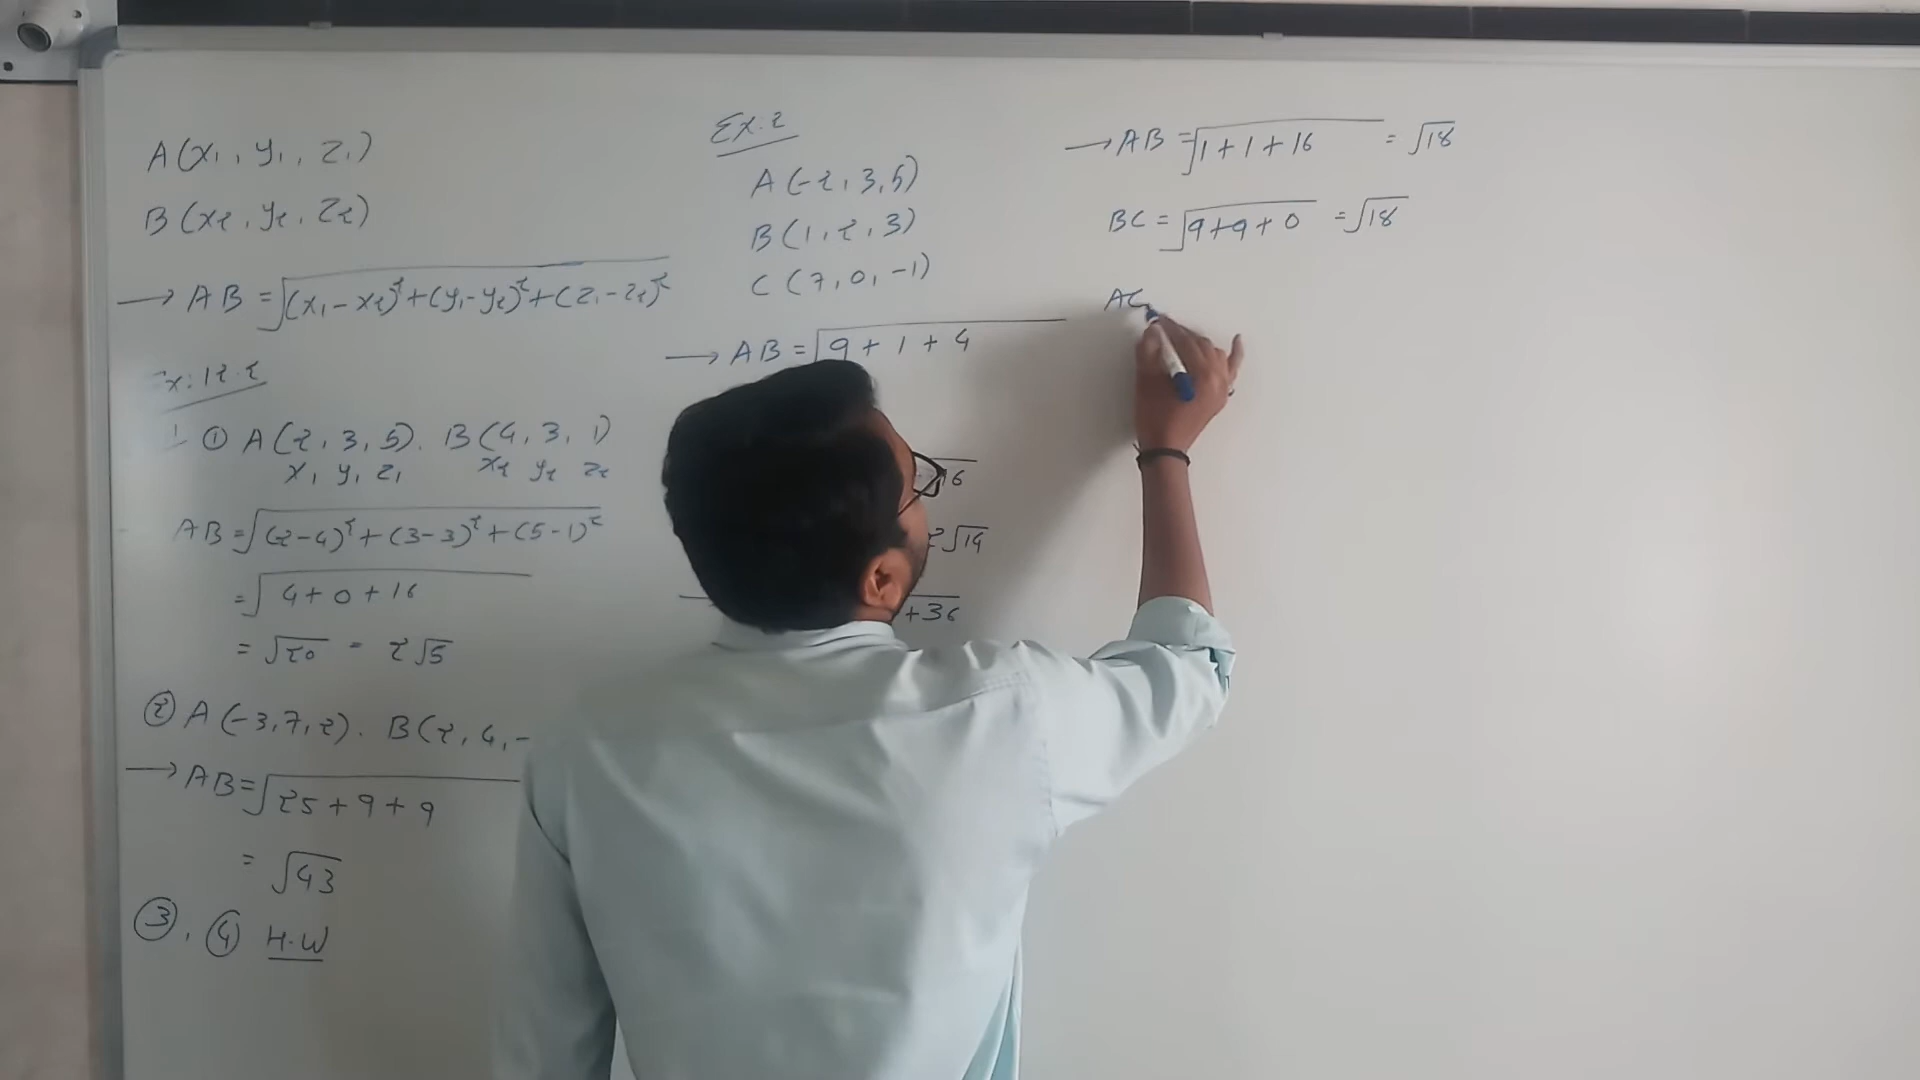 A(x₁, y₁, z₁)
B(x₂, y₂, z₂)
→ AB = √(x₁-x₂)²+(y₁-y₂)²+(z₁-z₂)²
Ex: 12.2
1 ① A(2, 3, 5). B(4, 3, 1)
x₁ y₁ z₁ x₂ y₂ z₂
AB = √(2-4)²+(3-3)²+(5-1)²
= √4+0+16
= √20 = 2√5
② A(-3, 7, 2). B(2, 4, -
→ AB = √25+9+9
= √43
③, ④ H.W
Ex.2
A(-2, 3, 5)
B(1, 2, 3)
C(7, 0, -1)
→ AB = √9+1+4
16
2√14
+36
→ AB = √1+1+16 = √18
BC = √9+9+0 = √18
AC